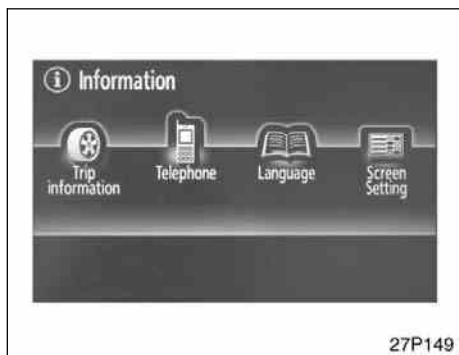 i Information
Trip
information
Telephone
Language
Screen
Setting
27P149